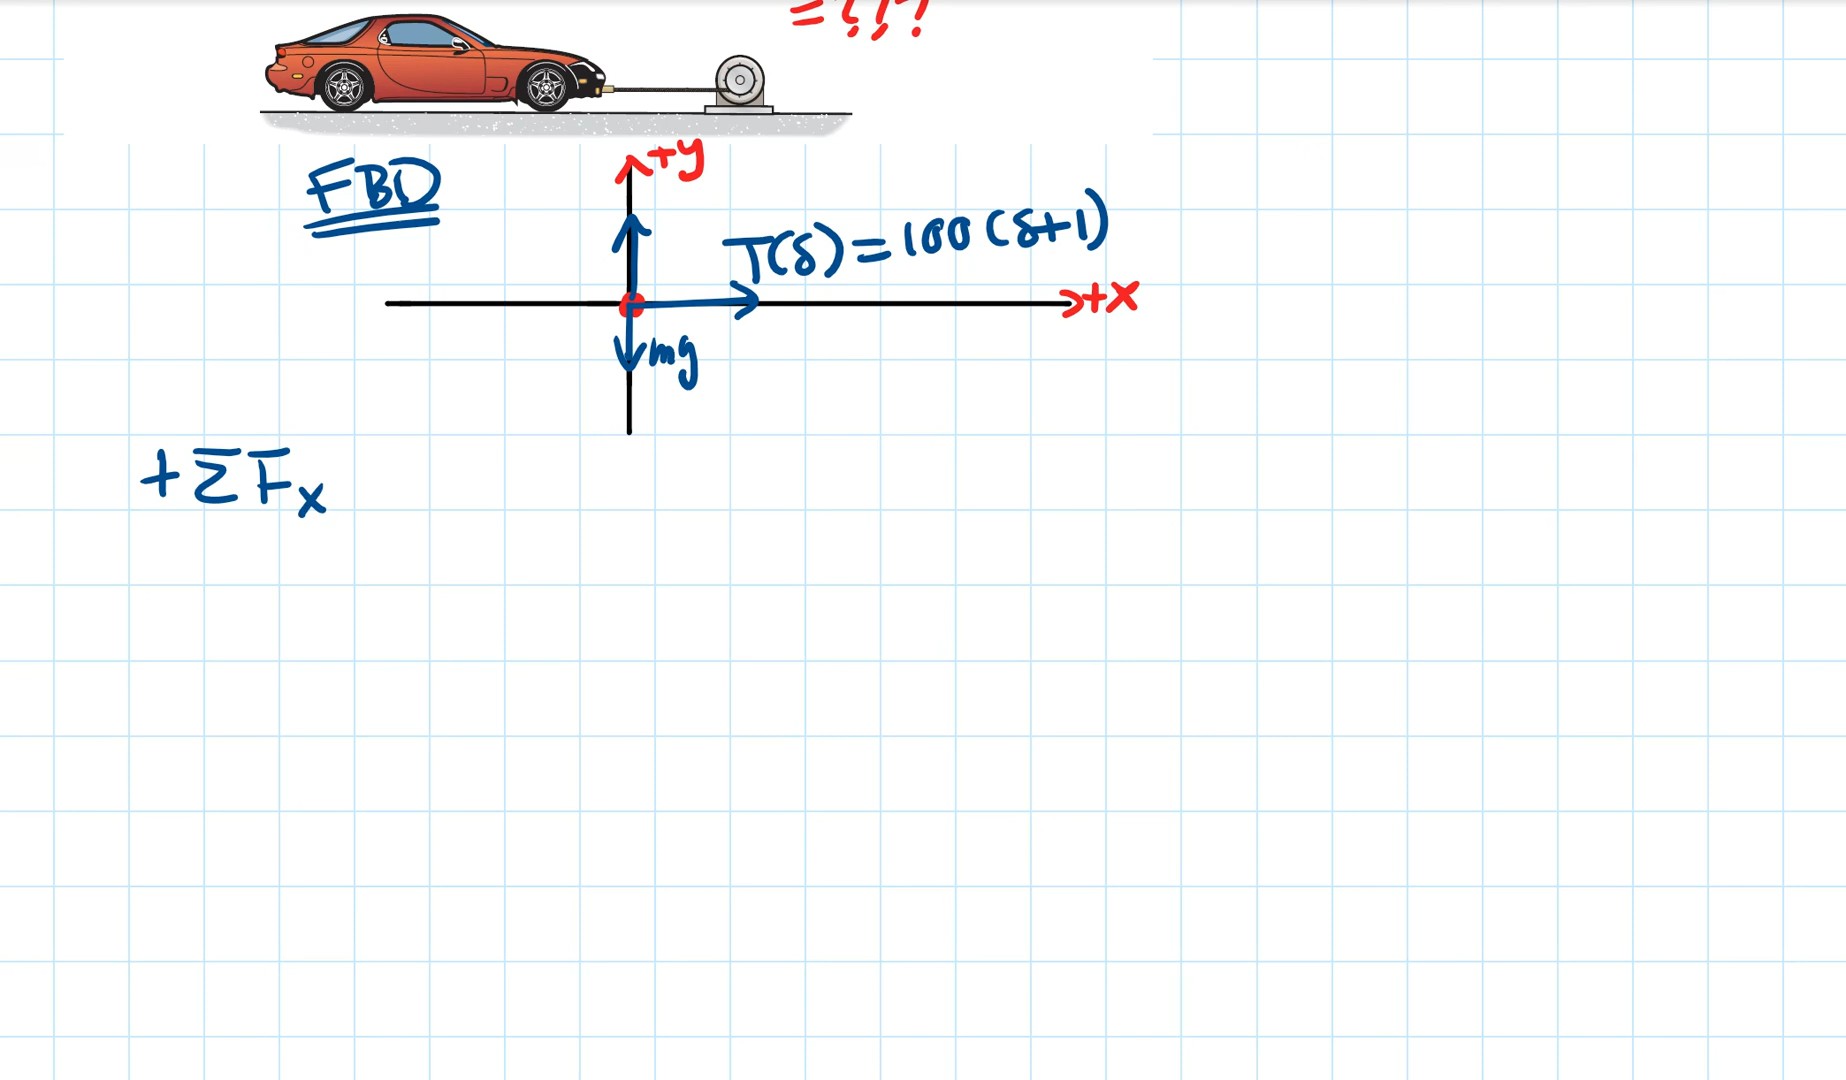 =???
+y
FBD
T(δ)=100(δ+1)
+x
mg
+ΣFx